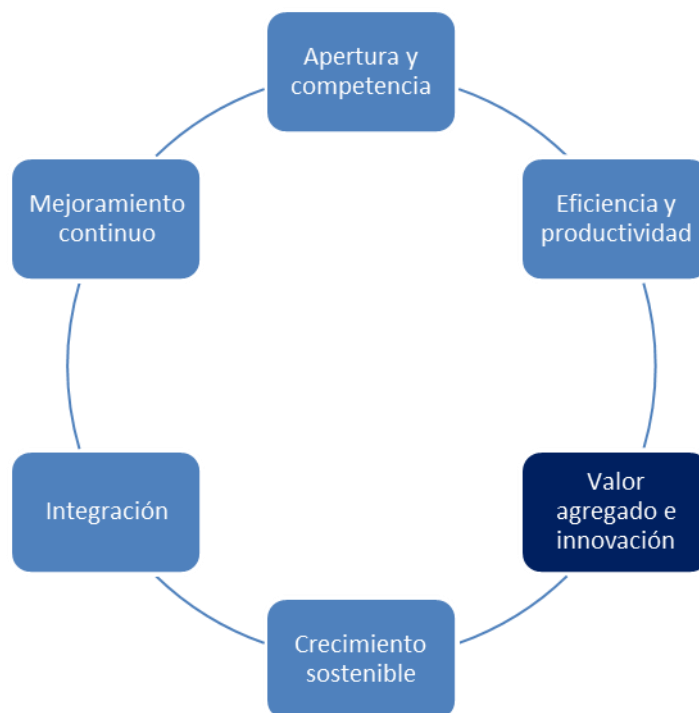 Apertura y
competencia
Eficiencia y
productividad
Valor
agregado e
innovación
Crecimiento
sostenible
Integración
Mejoramiento
continuo